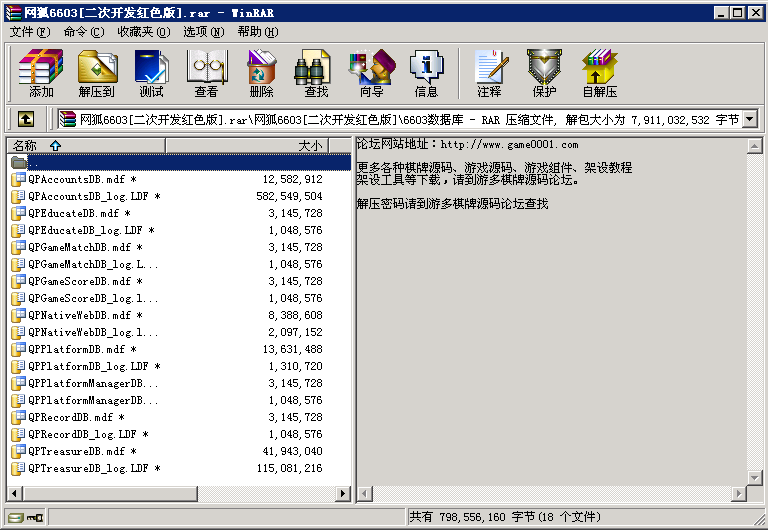 网狐6603[二次开发红色版].rar - WinRAR
文件(F) 命令(C) 收藏夹(O) 选项(N) 帮助(H)
添加 解压到 测试 查看 删除 查找 向导 信息 注释 保护 自解压
网狐6603[二次开发红色版].rar\网狐6603[二次开发红色版]\6603数据库 - RAR 压缩文件, 解包大小为 7,911,032,532 字节
名称 大小
..
QPAccountsDB.mdf * 12,582,912
QPAccountsDB_log.LDF * 582,549,504
QPEducateDB.mdf * 3,145,728
QPEducateDB_log.LDF * 1,048,576
QPGameMatchDB.mdf * 3,145,728
QPGameMatchDB_log.L... 1,048,576
QPGameScoreDB.mdf * 3,145,728
QPGameScoreDB_log.l... 1,048,576
QPNativeWebDB.mdf * 8,388,608
QPNativeWebDB_log.l... 2,097,152
QPPlatformDB.mdf * 13,631,488
QPPlatformDB_log.LDF * 1,310,720
QPPlatformManagerDB... 3,145,728
QPPlatformManagerDB... 1,048,576
QPRecordDB.mdf * 3,145,728
QPRecordDB_log.LDF * 1,048,576
QPTreasureDB.mdf * 41,943,040
QPTreasureDB_log.LDF * 115,081,216
论坛网站地址：http://www.game0001.com
更多各种棋牌源码、游戏源码、游戏组件、架设教程
架设工具等下载，请到游多棋牌源码论坛。
解压密码请到游多棋牌源码论坛查找
共有 798,556,160 字节(18 个文件)